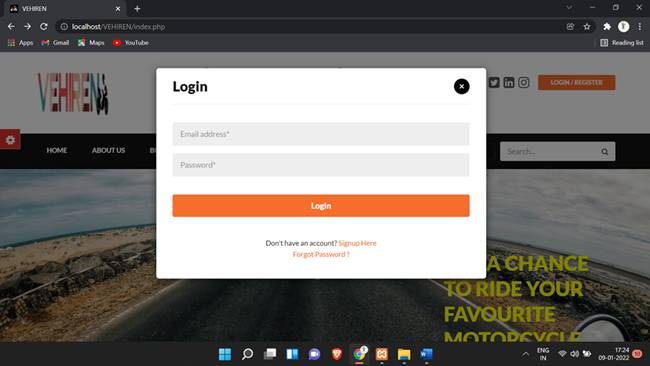 VEHIREN
localhost/VEHIREN/index.php
Apps Gmail Maps YouTube Reading list
VEHIREN
LOGIN / REGISTER
HOME ABOUT US
Search...
Login
Email address*
Password*
Login
Don't have an account? Signup Here
Forgot Password ?
A CHANCE
TO RIDE YOUR
FAVOURITE
MOTORCYCLE
ENG
IN
17:24
09-01-2022